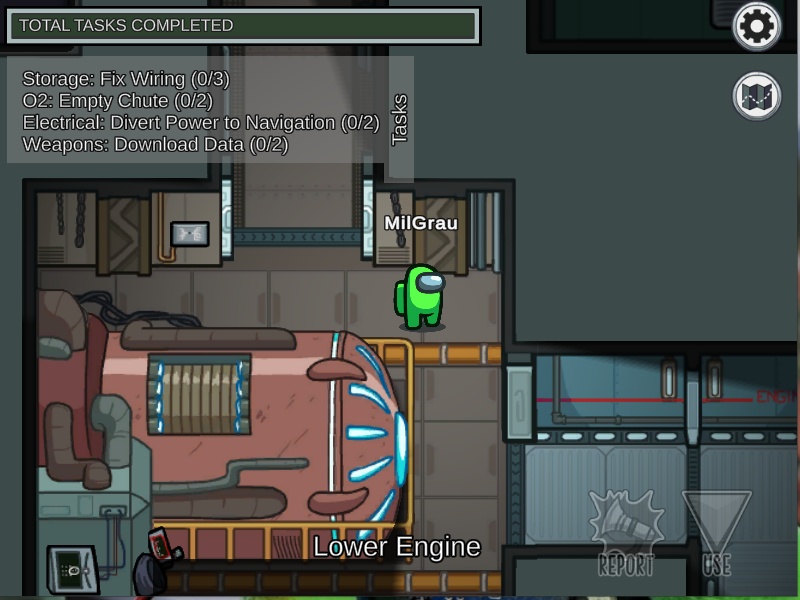 TOTAL TASKS COMPLETED
Storage: Fix Wiring (0/3)
O2: Empty Chute (0/2)
Electrical: Divert Power to Navigation (0/2)
Weapons: Download Data (0/2)
Tasks
MilGrau
Lower Engine
REPORT
USE